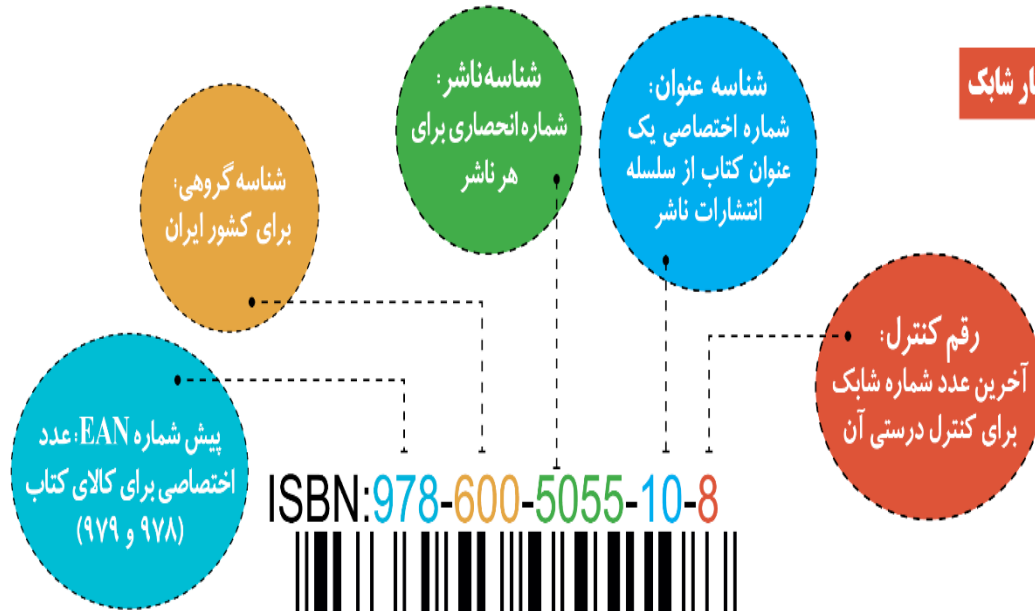 شابک
شناسه گروهی:
برای کشور ایران
شناسه ناشر:
شماره انحصاری برای
هر ناشر
شناسه عنوان:
شماره اختصاصی یک
عنوان کتاب از سلسله
انتشارات ناشر
رقم کنترل:
آخرین عدد شماره شابک
برای کنترل درستی آن
پیش شماره EAN: عدد
اختصاصی برای کالای کتاب
(۹۷۸ و ۹۷۹)
ISBN:978-600-5055-10-8